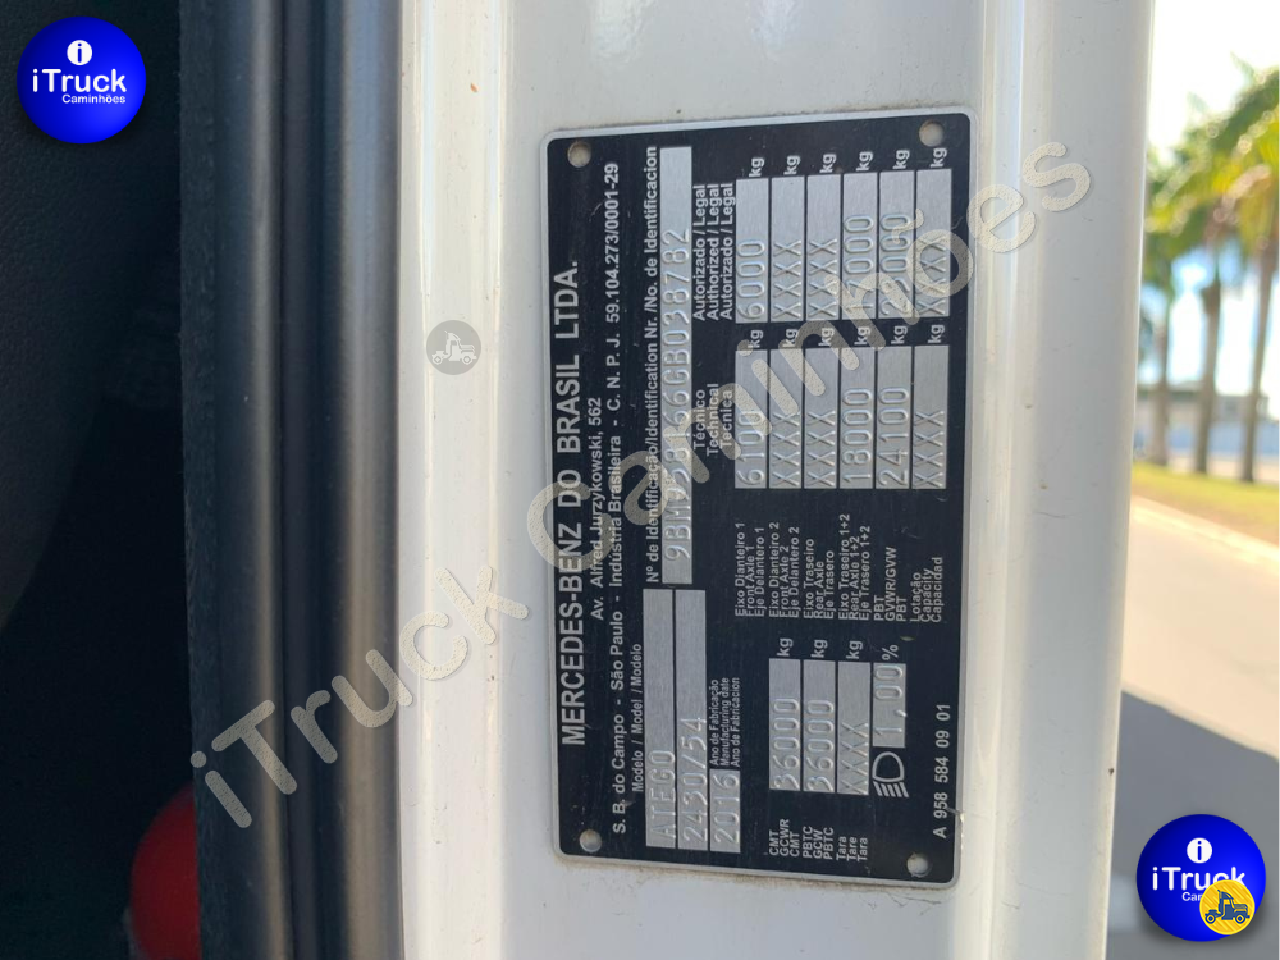 i
iTruck
Caminhões
MERCEDES-BENZ DO BRASIL LTDA.
Av. Alfred Jurzykowski, 562
S. B. do Campo - São Paulo - Indústria Brasileira - C. N. P. J. 59.104.273/0001-29
Modelo / Model / Modelo
Nº de Identificação/Identification Nr. /No. de Identificacion
ATEGO
2430/54
2016
Ano de Fabricação
Manufacturing date
Ano de Fabricacion
Técnico
Technical
Tecnica
Autorizado / Legal
Authorized / Legal
Autorizado / Legal
CMT
GCWR
CMT
36000 kg
PBTC
GCW
PBTC
36000 kg
Tara
Tare
Tara
XXXX kg
1,00 %
Eixo Dianteiro 1
Front Axle 1
Eje Delantero 1
6100 kg
6000 kg
Eixo Dianteiro 2
Front Axle 2
Eje Delantero 2
XXXX kg
XXXX kg
Eixo Traseiro
Rear Axle
Eje Trasero
XXXX kg
XXXX kg
Eixo Traseiro 1+2
Rear Axle 1+2
Eje Trasero 1+2
18000 kg
kg
PBT
GVWR/GVW
PBT
24100 kg
kg
Lotação
Capacity
Capacidad
XXXX kg
XXXX kg
A 958 584 09 01
iTruck Caminhões
i
iTruck